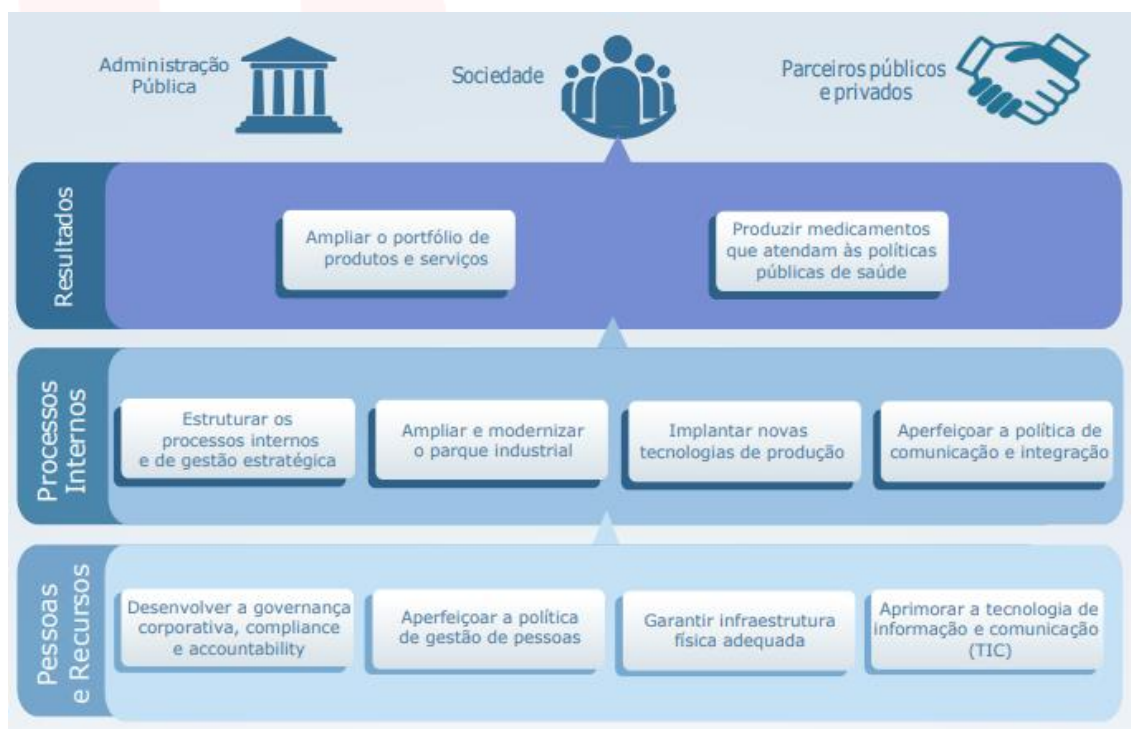 Administração
Pública
Sociedade
Parceiros públicos
e privados
Resultados
Ampliar o portfólio de
produtos e serviços
Produzir medicamentos
que atendam às políticas
públicas de saúde
Processos
Internos
Estruturar os
processos internos
e de gestão estratégica
Ampliar e modernizar
o parque industrial
Implantar novas
tecnologias de produção
Aperfeiçoar a política de
comunicação e integração
Pessoas
e Recursos
Desenvolver a governança
corporativa, compliance
e accountability
Aperfeiçoar a política
de gestão de pessoas
Garantir infraestrutura
física adequada
Aprimorar a tecnologia de
informação e comunicação
(TIC)